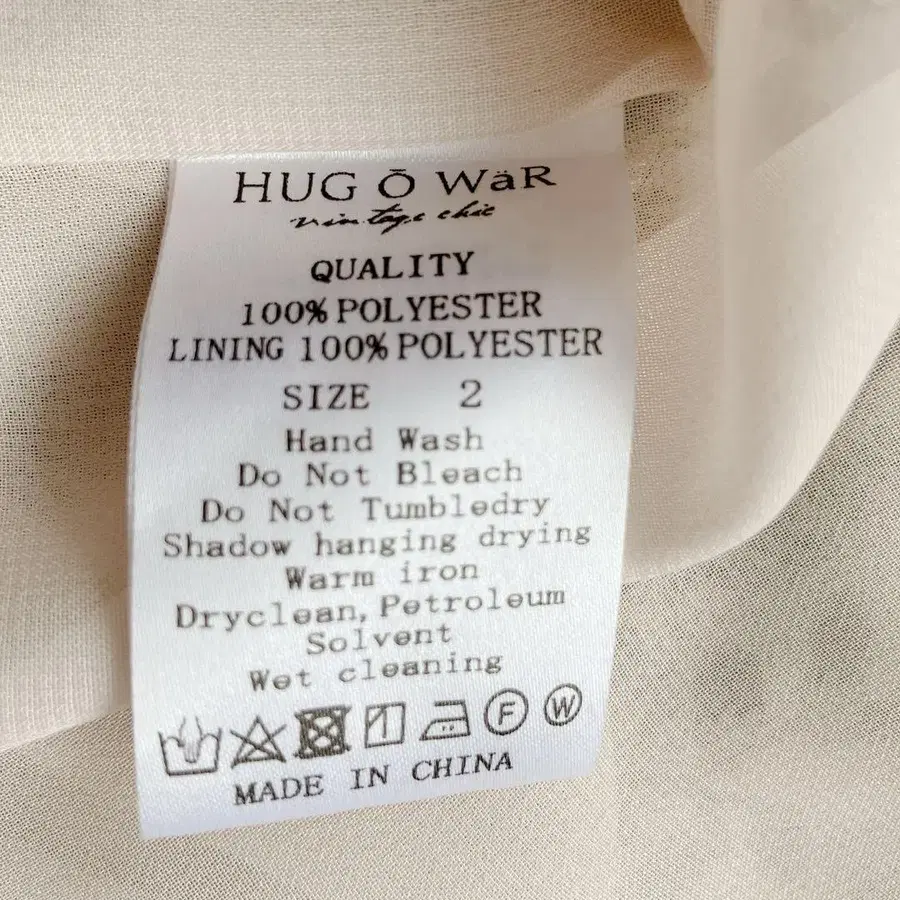 HUG Ō WäR
vintage chic
QUALITY
100% POLYESTER
LINING 100% POLYESTER
SIZE 2
Hand Wash
Do Not Bleach
Do Not Tumbledry
Shadow hanging drying
Warm iron
Dryclean, Petroleum
Solvent
Wet cleaning
F W
MADE IN CHINA